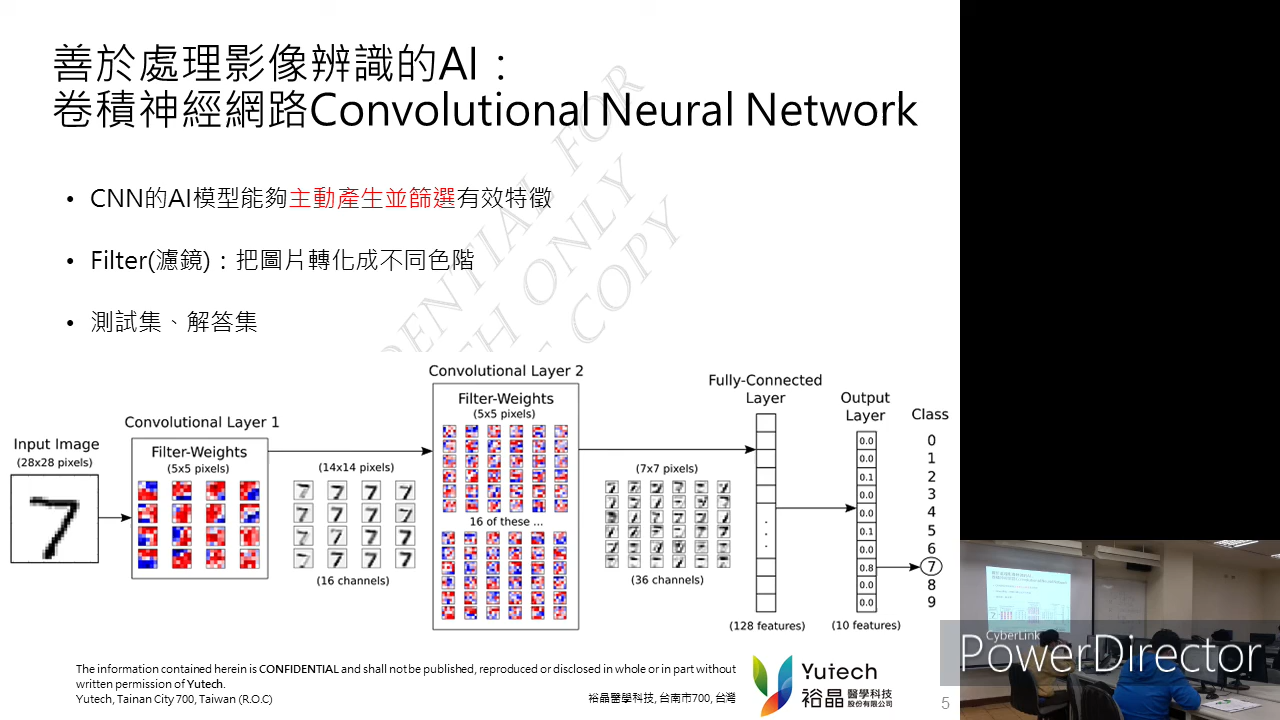 善於處理影像辨識的AI：
卷積神經網路Convolutional Neural Network
• CNN的AI模型能夠主動產生並篩選有效特徵
• Filter(濾鏡)：把圖片轉化成不同色階
• 測試集、解答集
DENTIAL FOR
TH ONLY
COPY
Input Image
(28x28 pixels)
Convolutional Layer 1
Filter-Weights
(5x5 pixels)
(14x14 pixels)
(16 channels)
Convolutional Layer 2
Filter-Weights
(5x5 pixels)
16 of these ...
(7x7 pixels)
(36 channels)
Fully-Connected
Layer
(128 features)
Output
Layer
0.0
0.0
0.1
0.0
0.0
0.1
0.0
0.8
0.0
0.0
(10 features)
Class
0
1
2
3
4
5
6
7
8
9
The information contained herein is CONFIDENTIAL and shall not be published, reproduced or disclosed in whole or in part without
written permission of Yutech.
Yutech, Tainan City 700, Taiwan (R.O.C)
裕晶醫學科技, 台南市700, 台灣
Yutech
裕晶 醫學科技
股份有限公司
5
CyberLink
PowerDirector